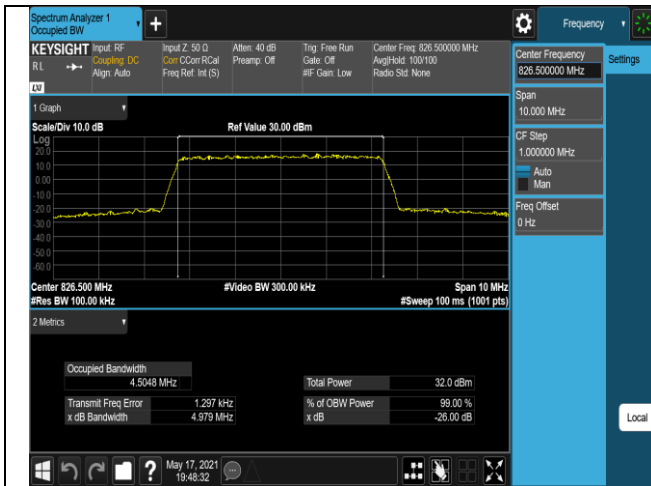 Spectrum Analyzer 1
Occupied BW
+
Frequency
KEYSIGHT
RL
LXI
Input: RF
Coupling: DC
Align: Auto
Input Z: 50 Ω
Corr CCorr RCal
Freq Ref: Int (S)
Atten: 40 dB
Preamp: Off
Trig: Free Run
Gate: Off
#IF Gain: Low
Center Freq: 826.500000 MHz
Avg|Hold: 100/100
Radio Std: None
Center Frequency
826.500000 MHz
Settings
Span
10.000 MHz
CF Step
1.000000 MHz
Auto
Man
Freq Offset
0 Hz
Local
1 Graph
Scale/Div 10.0 dB
Ref Value 30.00 dBm
Log
20.0
10.0
0.00
-10.0
-20.0
-30.0
-40.0
-50.0
-60.0
Center 826.500 MHz
#Video BW 300.00 kHz
Span 10 MHz
#Res BW 100.00 kHz
#Sweep 100 ms (1001 pts)
2 Metrics
Occupied Bandwidth
4.5048 MHz
Total Power
32.0 dBm
Transmit Freq Error
1.297 kHz
% of OBW Power
99.00 %
x dB Bandwidth
4.979 MHz
x dB
-26.00 dB
?
May 17, 2021
19:48:32